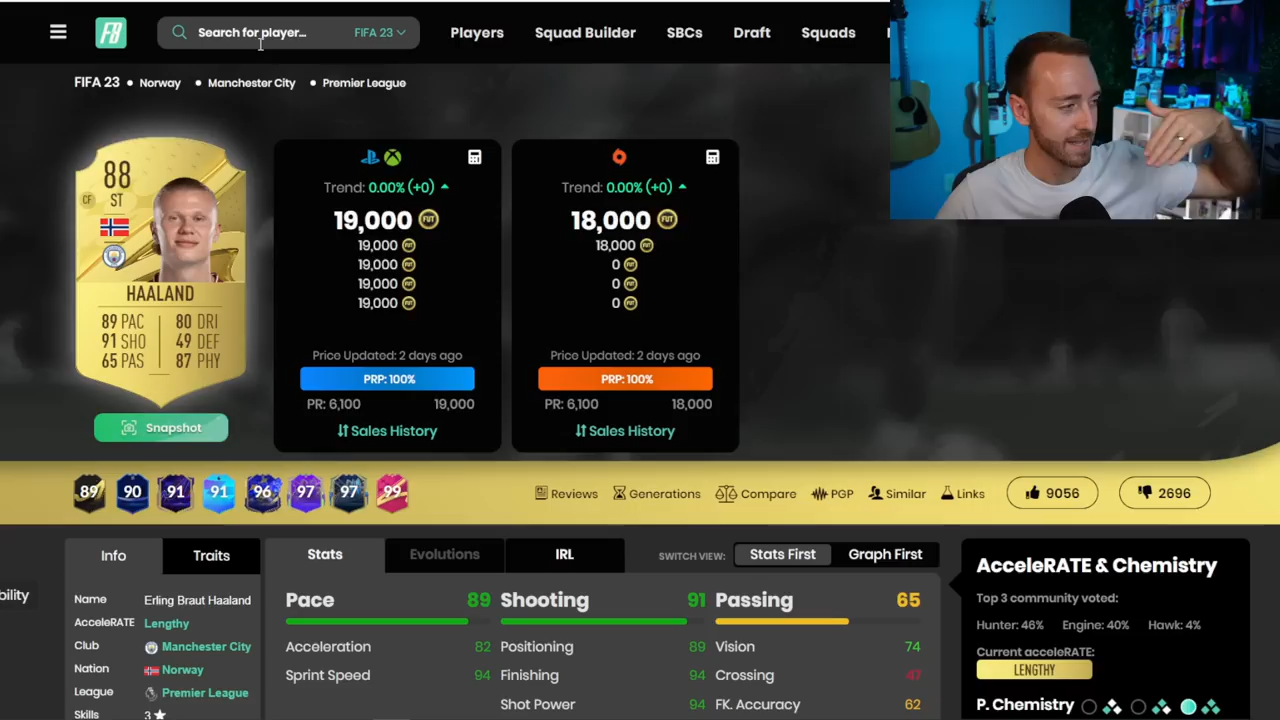 FB
Search for player...
FIFA 23
Players
Squad Builder
SBCs
Draft
Squads
FIFA 23
Norway
Manchester City
Premier League
88
ST
CF
HAALAND
89 PAC
80 DRI
91 SHO
49 DEF
65 PAS
87 PHY
Snapshot
Trend: 0.00% (+0)
19,000
19,000
19,000
19,000
19,000
Price Updated: 2 days ago
PRP: 100%
PR: 6,100
19,000
Sales History
Trend: 0.00% (+0)
18,000
18,000
0
0
0
Price Updated: 2 days ago
PRP: 100%
PR: 6,100
18,000
Sales History
89
90
91
91
96
97
97
99
Reviews
Generations
Compare
PGP
Similar
Links
9056
2696
bility
Info
Traits
Name
Erling Braut Haaland
AcceleRATE
Lengthy
Club
Manchester City
Nation
Norway
League
Premier League
Skills
3
Stats
Evolutions
IRL
SWITCH VIEW:
Stats First
Graph First
Pace 89
Acceleration 82
Sprint Speed 94
Shooting 91
Positioning 89
Finishing 94
Shot Power 94
Passing 65
Vision 74
Crossing 47
FK. Accuracy 62
AcceleRATE & Chemistry
Top 3 community voted:
Hunter: 46%
Engine: 40%
Hawk: 4%
Current acceleRATE:
LENGTHY
P. Chemistry